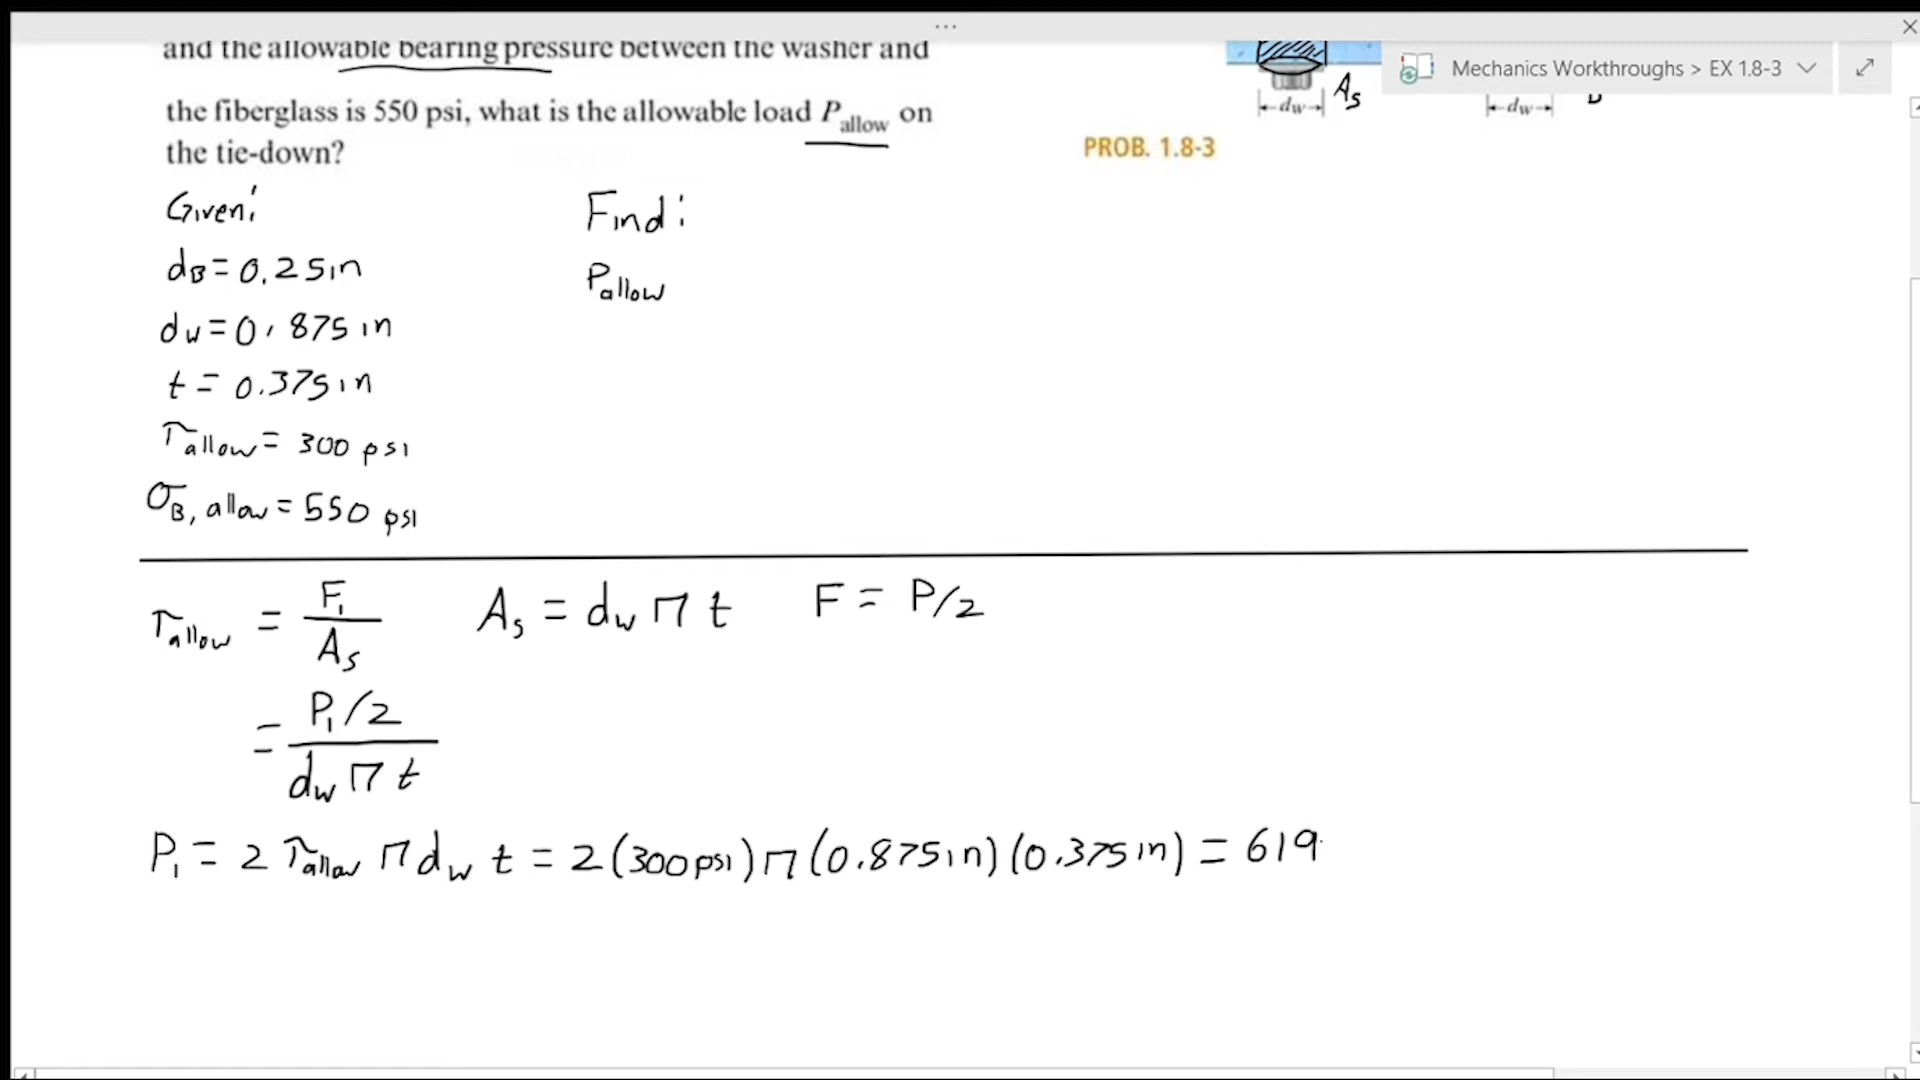 ...
and the allowable bearing pressure between the washer and
Mechanics Workthroughs > EX 1.8-3
dw As
dw B
the fiberglass is 550 psi, what is the allowable load P allow on
the tie-down?
PROB. 1.8-3
Given:
Find:
dB = 0.25in
Pallow
dw = 0.875in
t = 0.375in
τallow = 300 psi
σB, allow = 550 psi
τallow = F₁/As As = dw π t F = P/2
= P₁/2 / dw π t
P₁ = 2 τallow π dw t = 2(300psi) π (0.875in)(0.375in) = 619